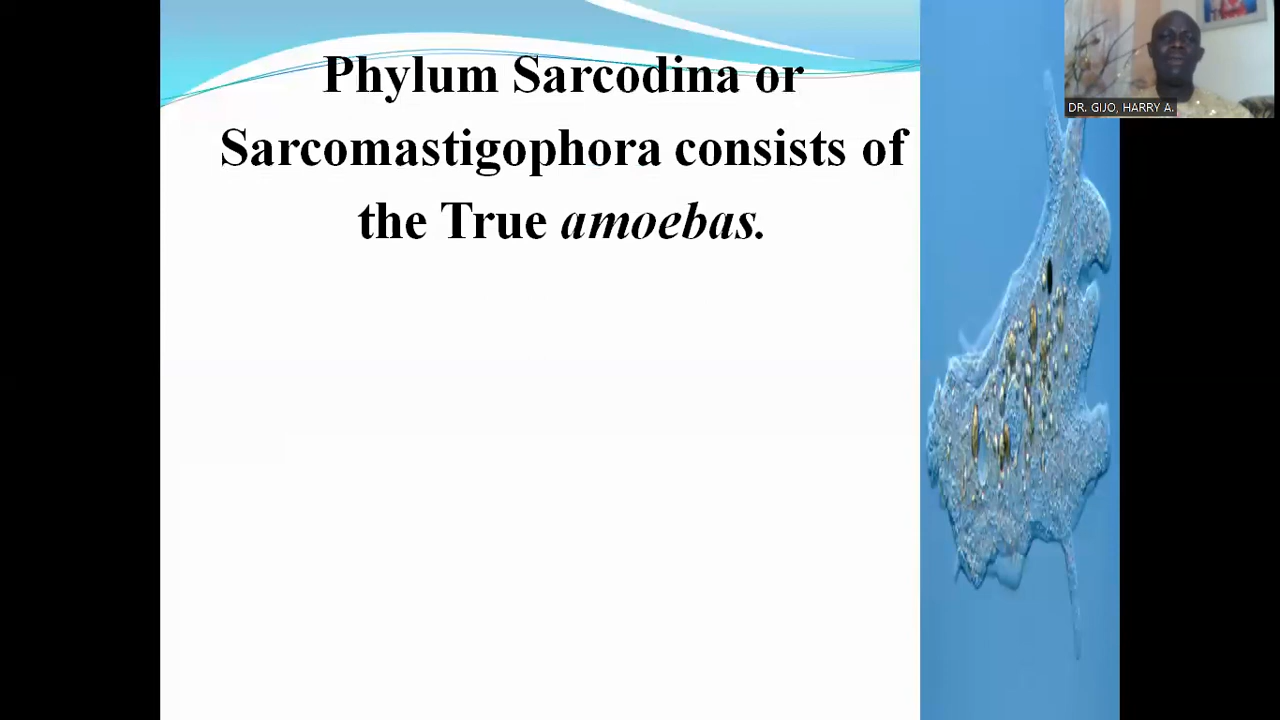 Phylum Sarcodina or
Sarcomastigophora consists of
the True amoebas.
DR. GIJO, HARRY A.